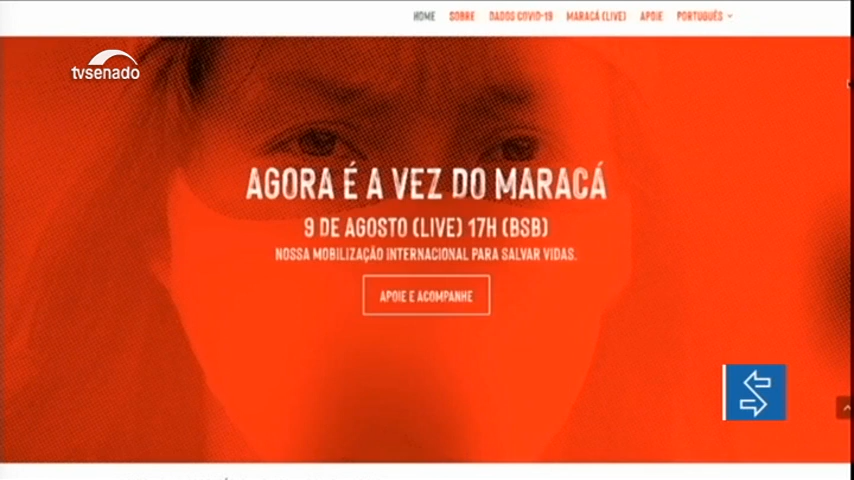 HOME SOBRE DADOS COVID-19 MARACÁ (LIVE) APOIE PORTUGUÊS
tvsenado
AGORA É A VEZ DO MARACÁ
9 DE AGOSTO (LIVE) 17H (BSB)
NOSSA MOBILIZAÇÃO INTERNACIONAL PARA SALVAR VIDAS.
APOIE E ACOMPANHE